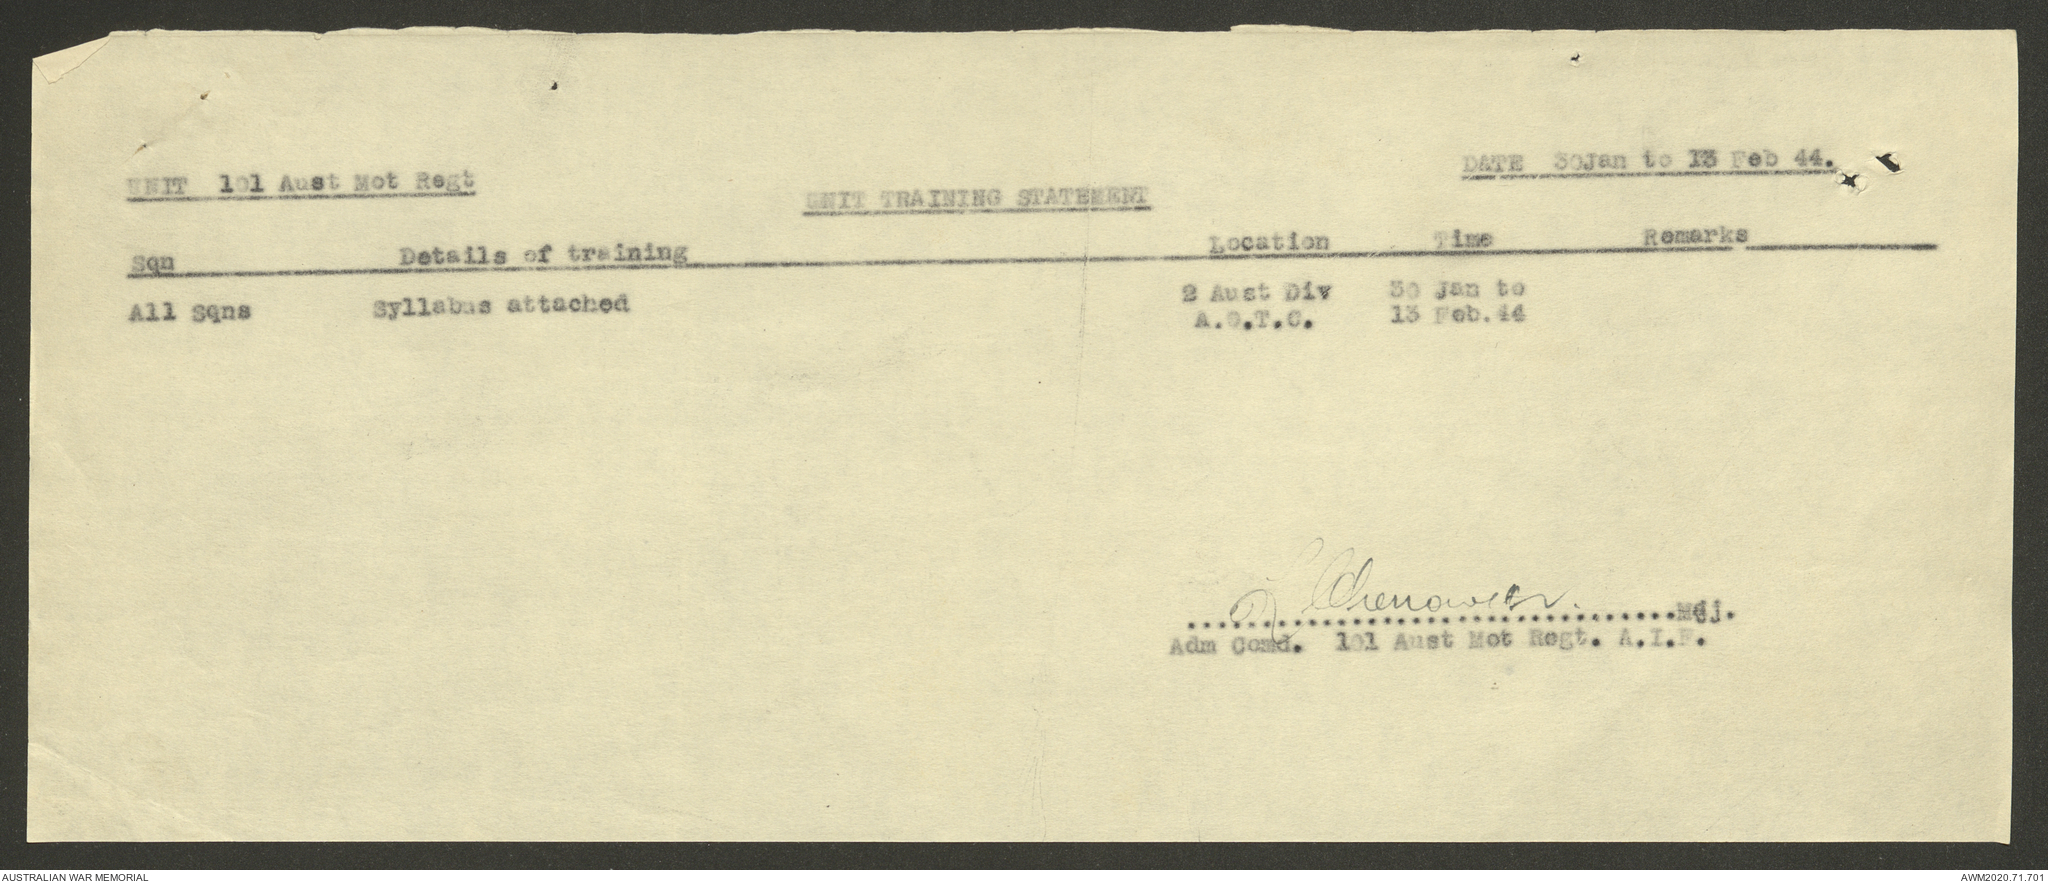 DATE 30Jan to 13 Feb 44.
UNIT 101 Aust Mot Regt
UNIT TRAINING STATEMENT
Sqn Details of training Location Time Remarks
All Sqns Syllabus attached 2 Aust Div 30 Jan to
A.O.T.C. 13 Feb.44
........................................Maj.
Adm Comd. 101 Aust Mot Regt. A.I.F.
AUSTRALIAN WAR MEMORIAL
AWM2020.71.701